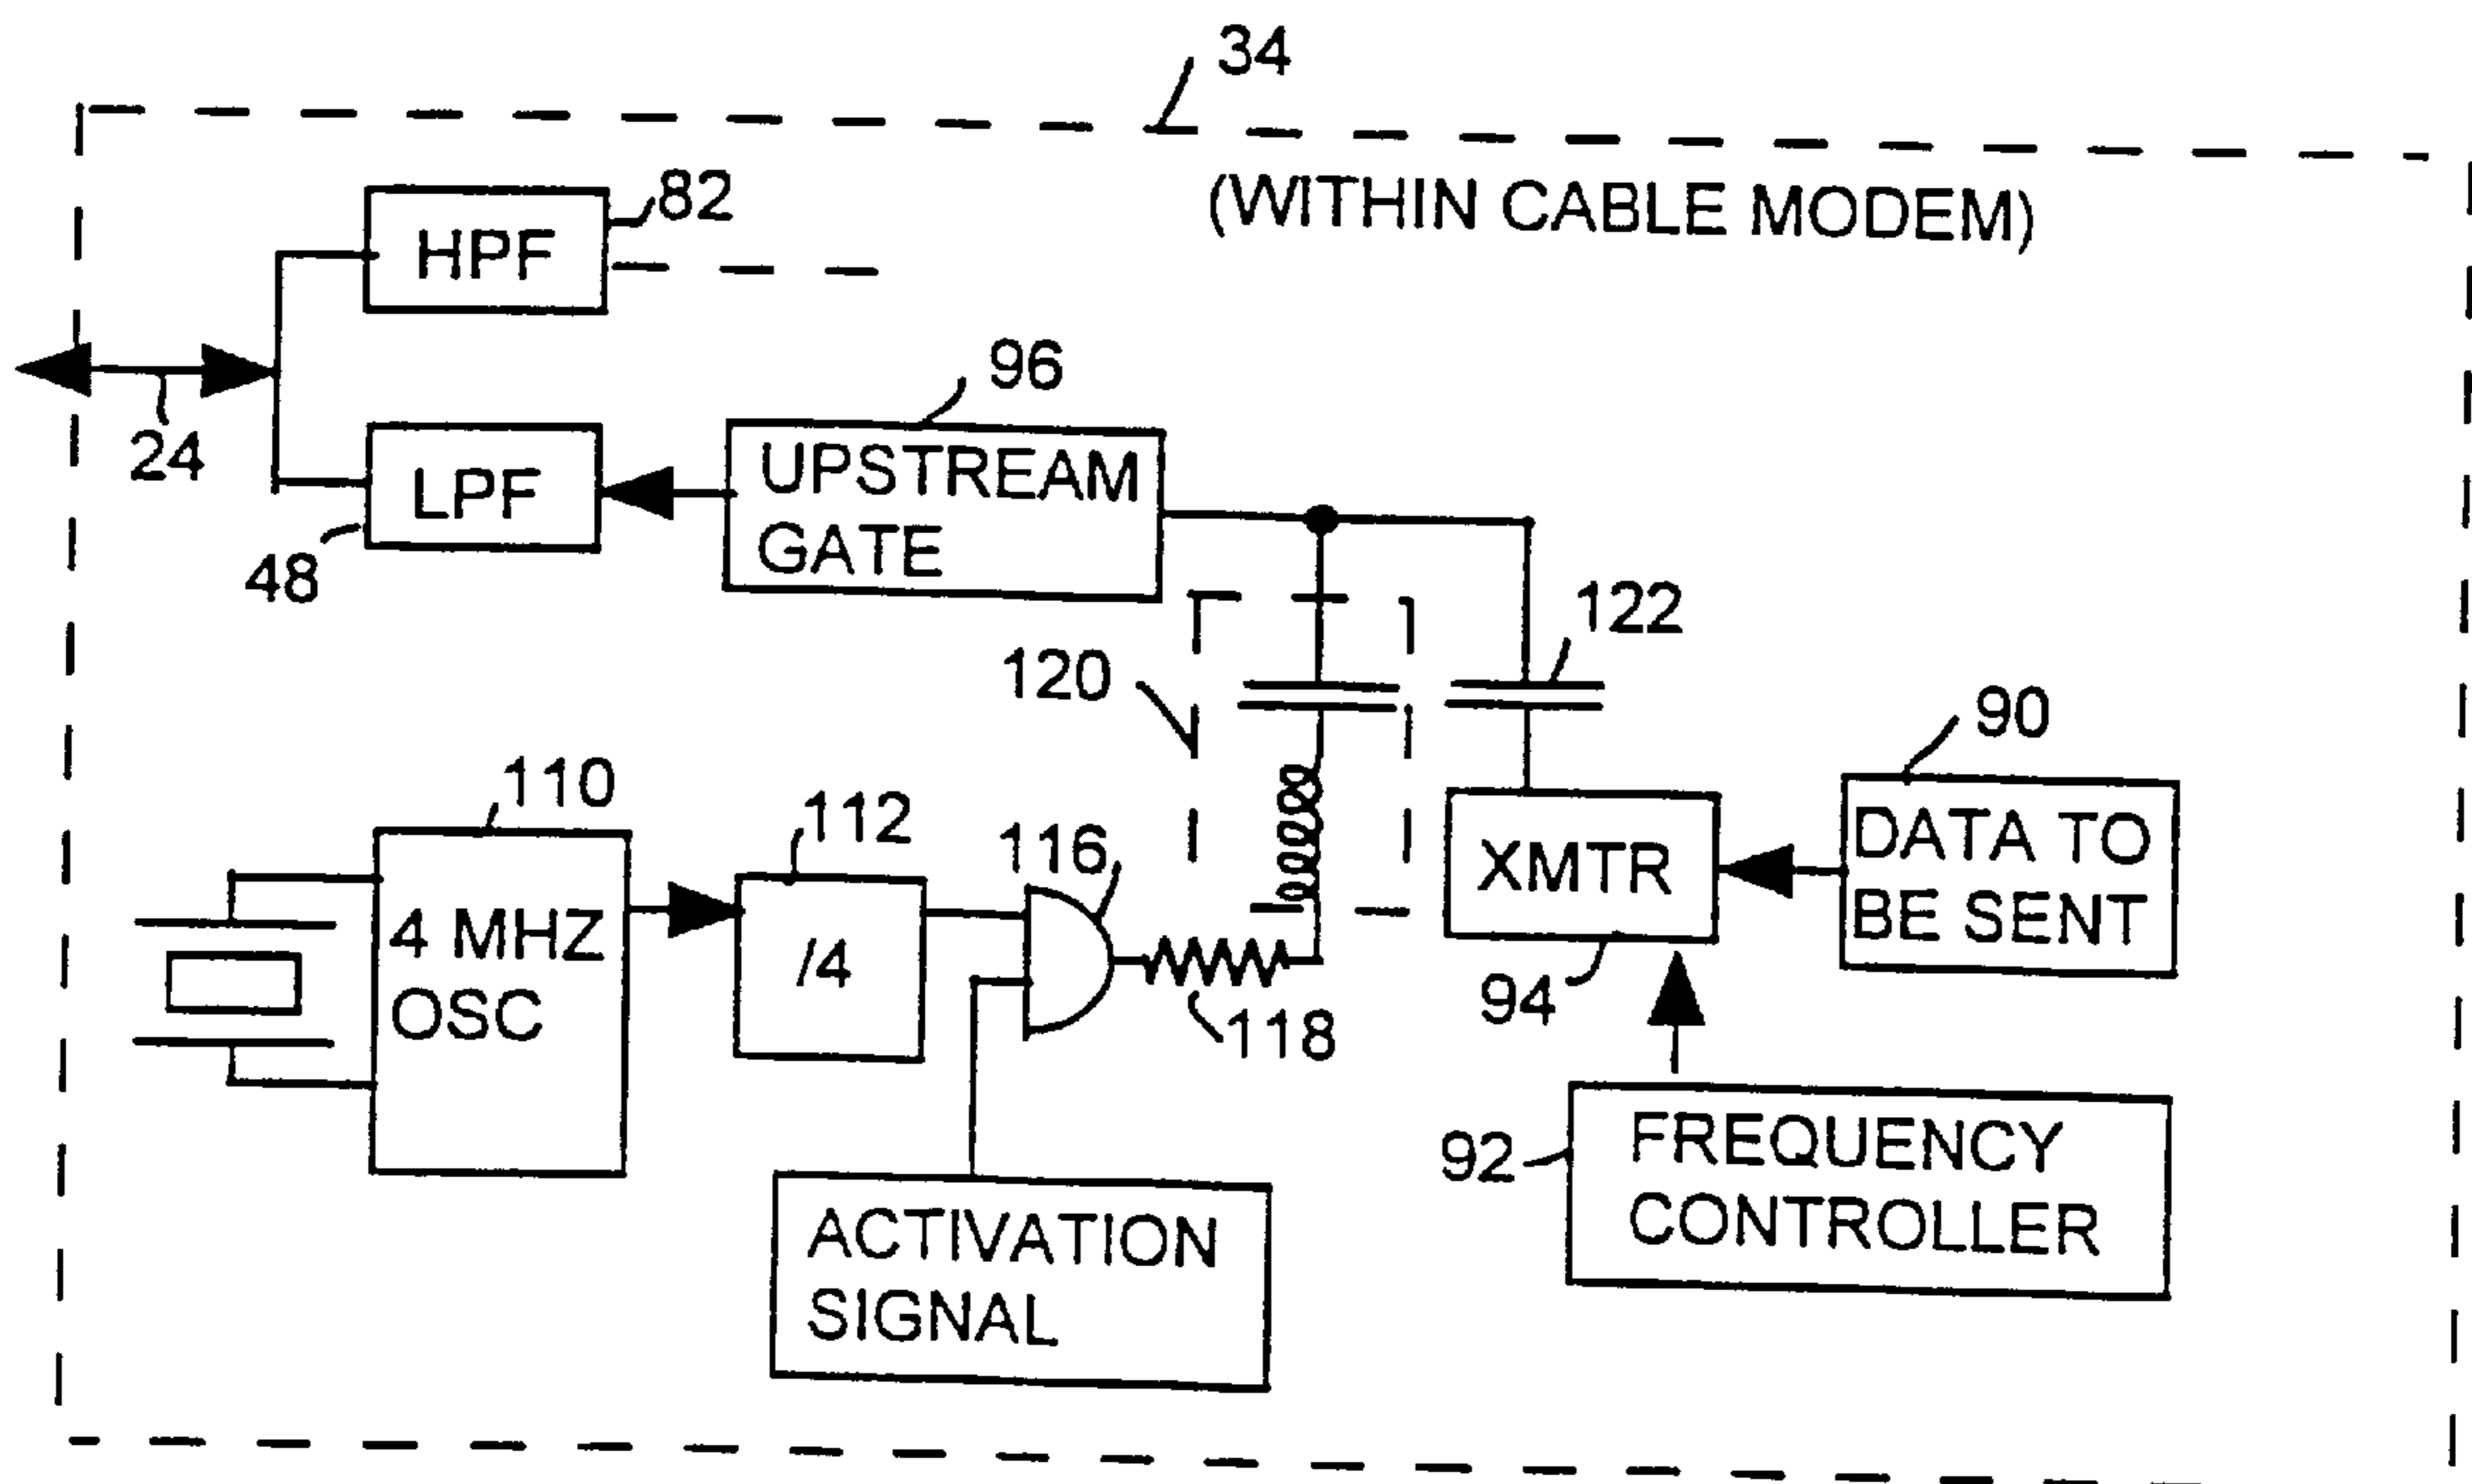 34
(WITHIN CABLE MODEM)
82
HPF
96
24
LPF
UPSTREAM
GATE
48
122
120
90
110
112
116
DATA TO
BE SENT
XMTR
4 MHZ
OSC
/4
94
118
92
FREQUENCY
CONTROLLER
ACTIVATION
SIGNAL